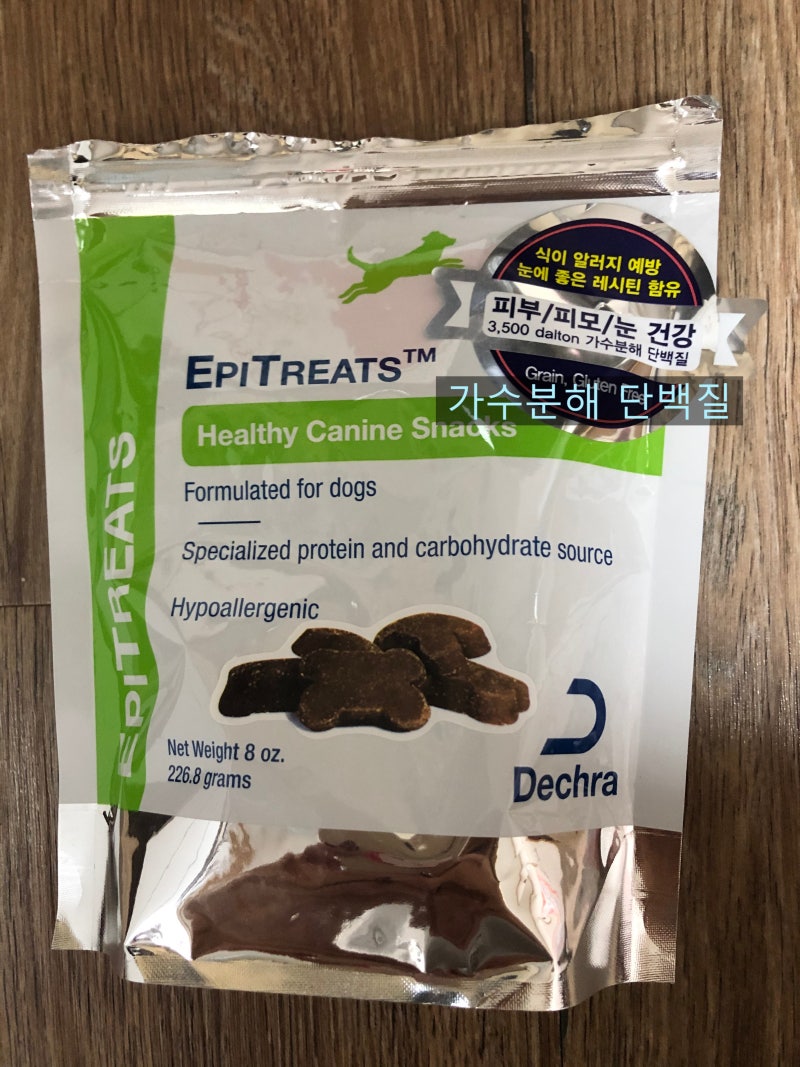 식이 알러지 예방
눈에 좋은 레시틴 함유
피부/피모/눈 건강
3,500 dalton 가수분해 단백질
Grain, Gluten Free
가수분해 단백질
EPITREATS™
Healthy Canine Snacks
Formulated for dogs
Specialized protein and carbohydrate source
Hypoallergenic
EPITREATS
Net Weight 8 oz.
226.8 grams
Dechra